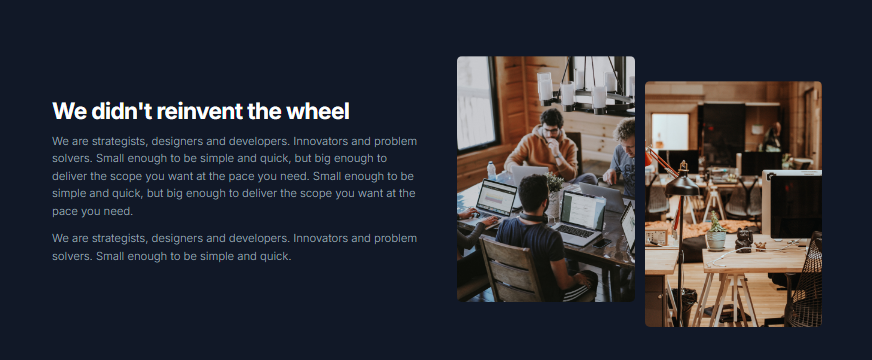 We didn't reinvent the wheel
We are strategists, designers and developers. Innovators and problem
solvers. Small enough to be simple and quick, but big enough to
deliver the scope you want at the pace you need. Small enough to be
simple and quick, but big enough to deliver the scope you want at the
pace you need.
We are strategists, designers and developers. Innovators and problem
solvers. Small enough to be simple and quick.